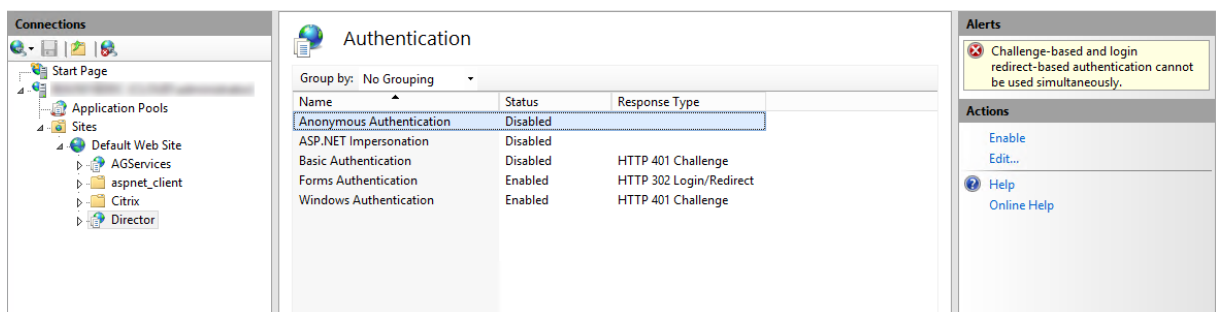 Connections
Start Page
Application Pools
Sites
Default Web Site
AGServices
aspnet_client
Citrix
Director
Authentication
Group by: No Grouping
Name Status Response Type
Anonymous Authentication Disabled
ASP.NET Impersonation Disabled
Basic Authentication Disabled HTTP 401 Challenge
Forms Authentication Enabled HTTP 302 Login/Redirect
Windows Authentication Enabled HTTP 401 Challenge
Alerts
Challenge-based and login
redirect-based authentication cannot
be used simultaneously.
Actions
Enable
Edit...
Help
Online Help